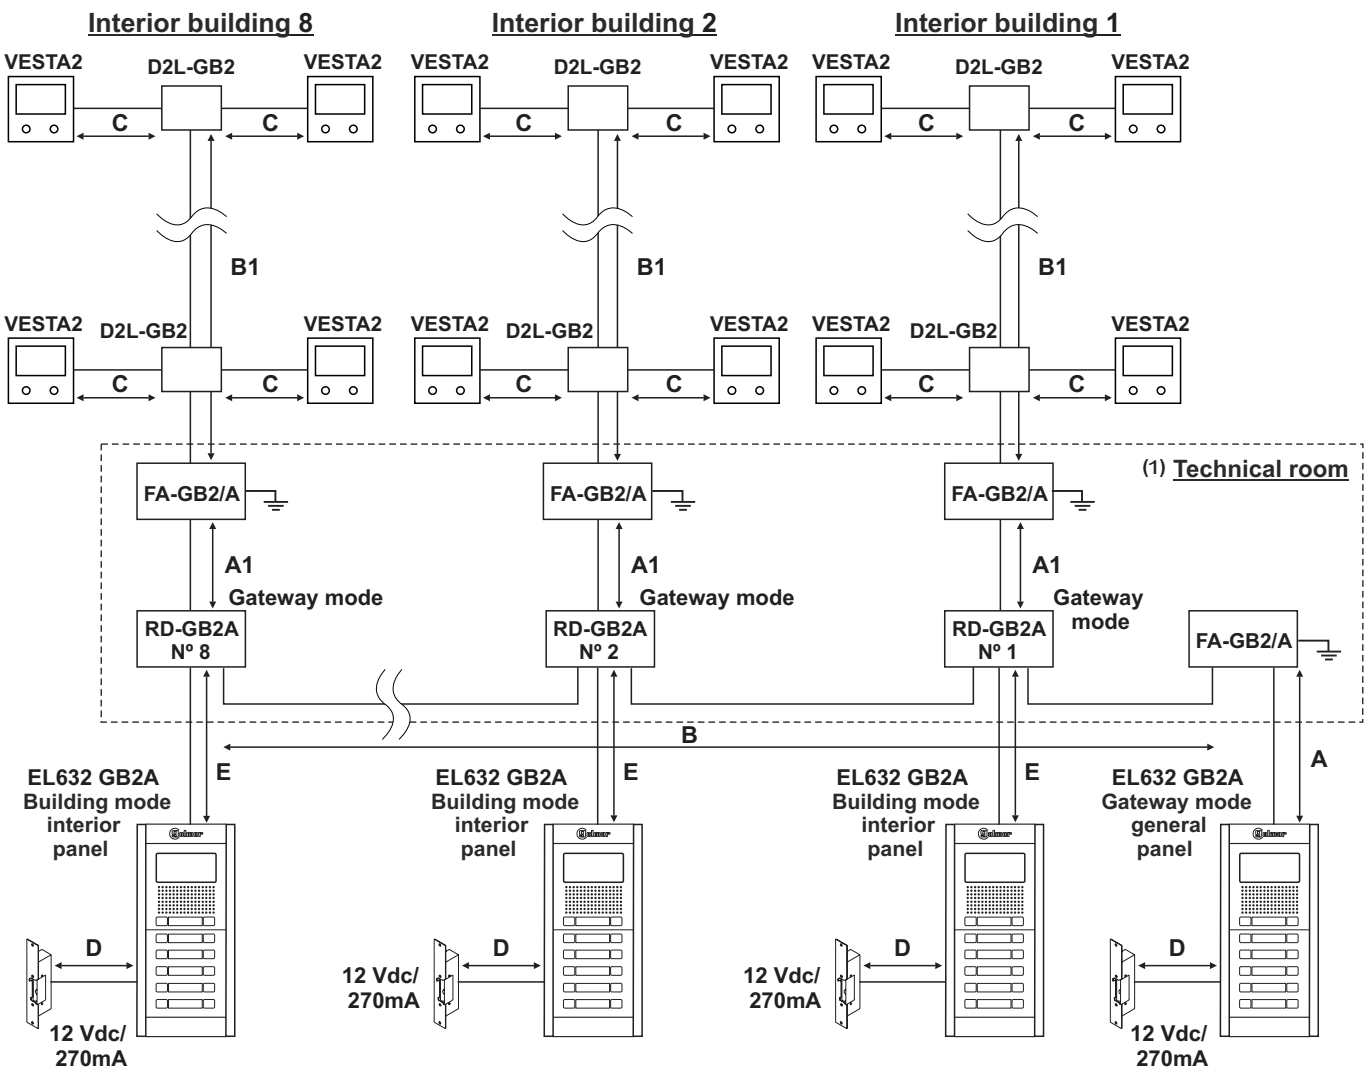 Interior building 8
Interior building 2
Interior building 1
VESTA2 D2L-GB2 VESTA2
VESTA2 D2L-GB2 VESTA2
VESTA2 D2L-GB2 VESTA2
C C C C C C
B1 B1 B1
VESTA2 D2L-GB2 VESTA2
VESTA2 D2L-GB2 VESTA2
VESTA2 D2L-GB2 VESTA2
C C C C C C
(1) Technical room
FA-GB2/A FA-GB2/A FA-GB2/A
A1 A1 A1
Gateway mode
Gateway mode
Gateway
mode
RD-GB2A
Nº 8
RD-GB2A
Nº 2
RD-GB2A
Nº 1
FA-GB2/A
B
E E E A
EL632 GB2A
Building mode
interior
panel
EL632 GB2A
Building mode
interior
panel
EL632 GB2A
Building mode
interior
panel
EL632 GB2A
Gateway mode
general
panel
Golmar Golmar Golmar Golmar
D D D D
12 Vdc/
270mA
12 Vdc/
270mA
12 Vdc/
270mA
12 Vdc/
270mA